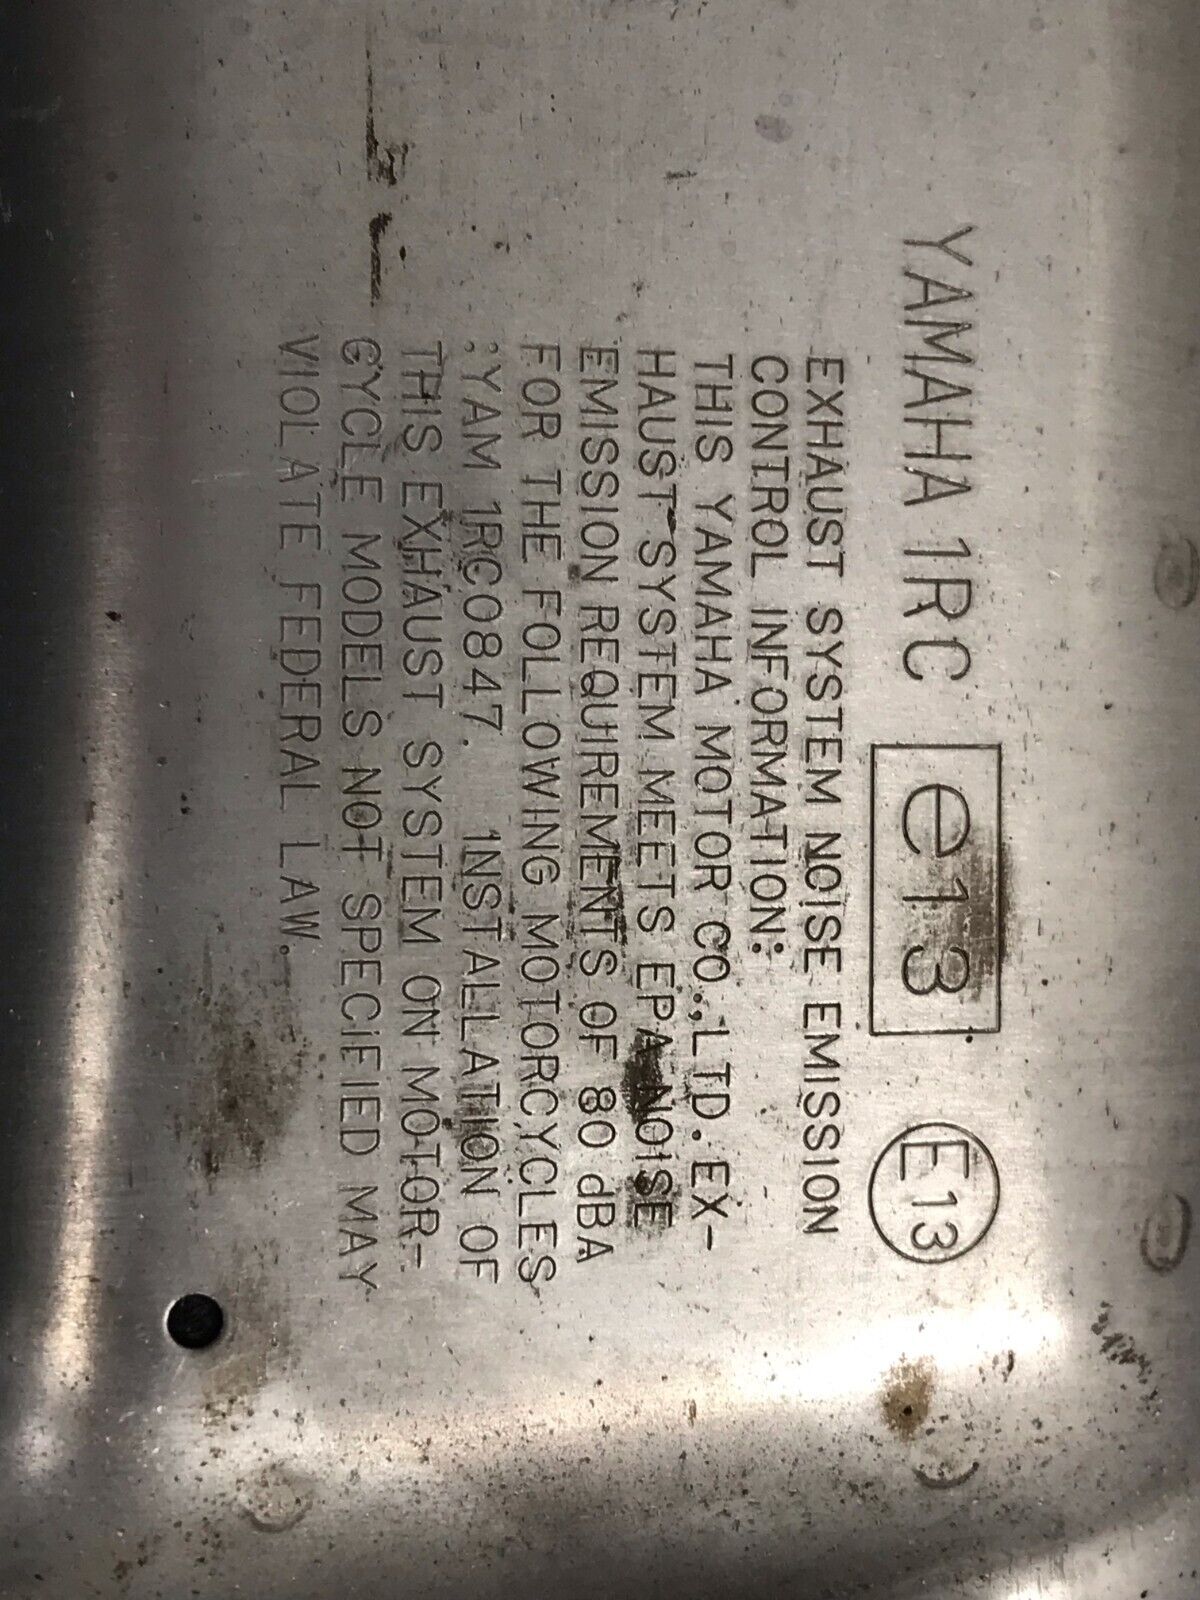 YAMAHA 1RC e13 E13
EXHAUST SYSTEM NOISE EMISSION
CONTROL INFORMATION:
THIS YAMAHA MOTOR CO.,LTD.EX-
HAUST SYSTEM MEETS EPA NOISE
EMISSION REQUIREMENTS OF 80 dBA
FOR THE FOLLOWING MOTORCYCLES
:YAM 1RC0847. INSTALLATION OF
THIS EXHAUST SYSTEM ON MOTOR-
CYCLE MODELS NOT SPECIFIED MAY
VIOLATE FEDERAL LAW.